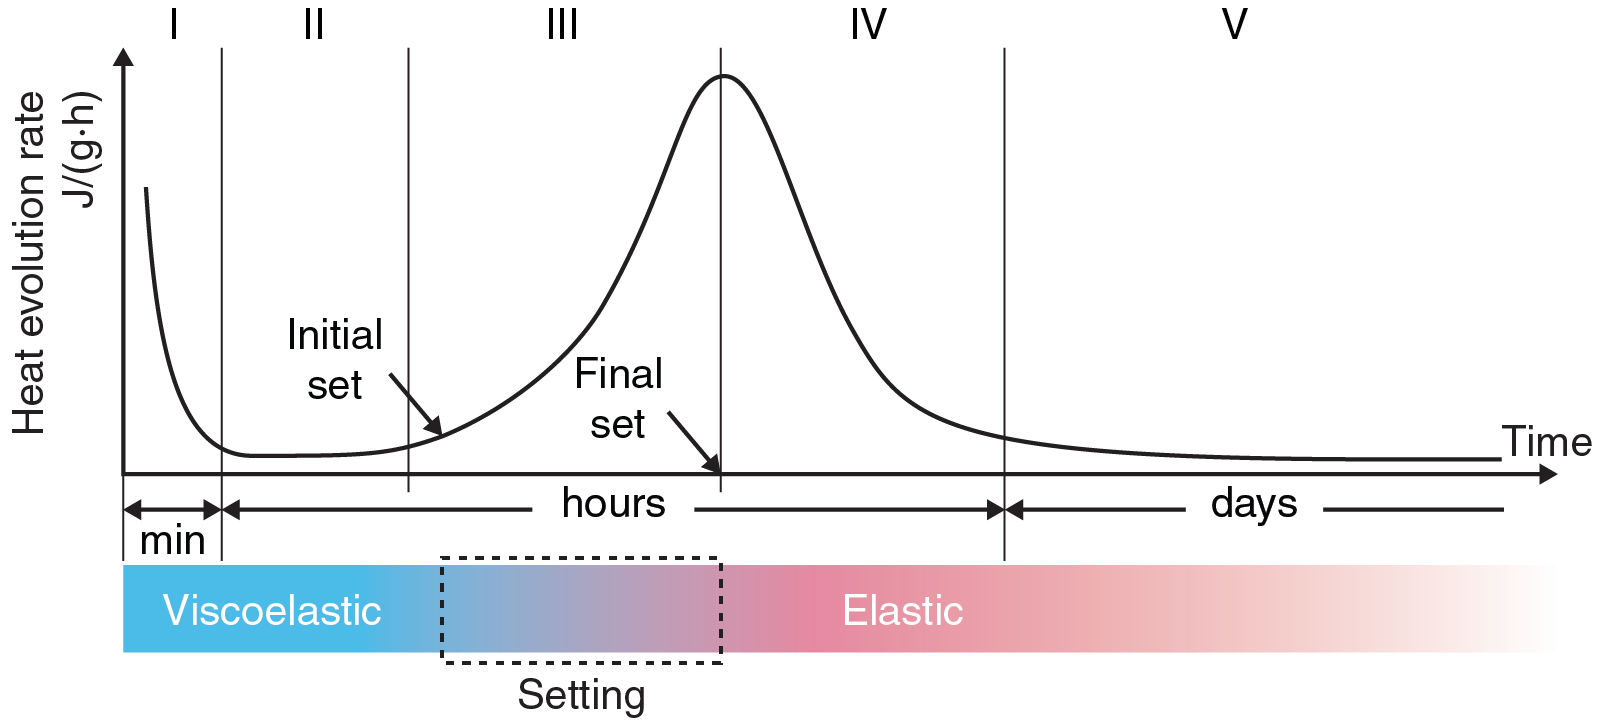 I
II
III
IV
V
Heat evolution rate
J/(g·h)
Initial
set
Final
set
Time
hours
days
min
Viscoelastic
Elastic
Setting